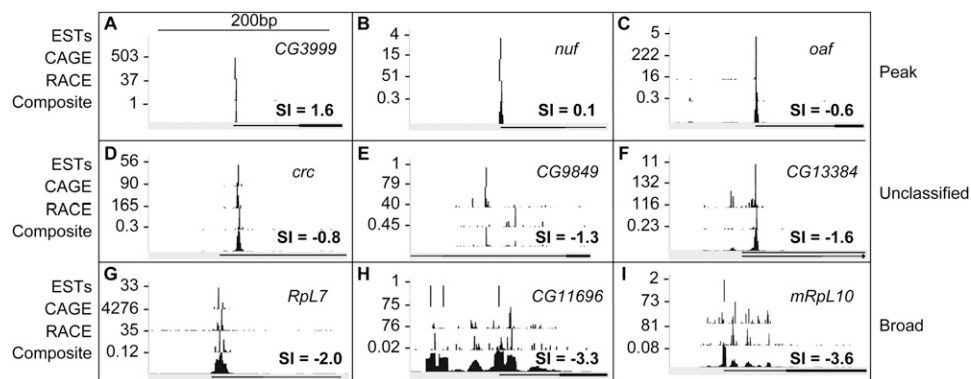 A 200bp B C
ESTs
CAGE
RACE
Composite
CG3999
503
37
1
SI = 1.6
nuf
4
15
51
0.3
SI = 0.1
oaf
5
222
16
0.3
SI = -0.6
Peak
D E F
ESTs
CAGE
RACE
Composite
crc
56
90
165
0.3
SI = -0.8
CG9849
1
79
40
0.45
SI = -1.3
CG13384
11
132
116
0.23
SI = -1.6
Unclassified
G H I
ESTs
CAGE
RACE
Composite
RpL7
33
4276
35
0.12
SI = -2.0
CG11696
1
75
76
0.02
SI = -3.3
mRpL10
2
73
81
0.08
SI = -3.6
Broad